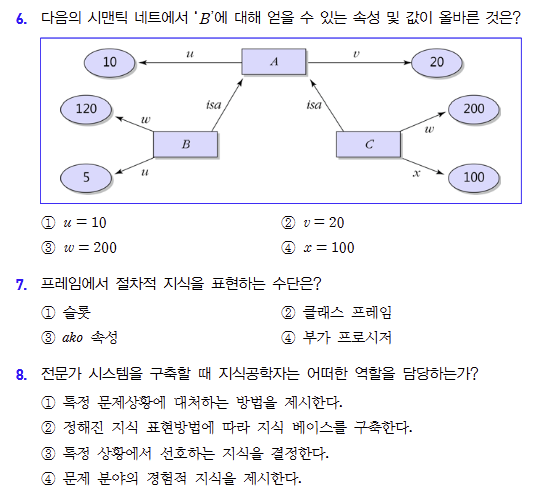 6. 다음의 시맨틱 네트에서 ‘B’에 대해 얻을 수 있는 속성 및 값이 올바른 것은?
10 u A v 20
120 isa isa 200
w w
B C
5 u x 100
① u = 10 ② v = 20
③ w = 200 ④ x = 100
7. 프레임에서 절차적 지식을 표현하는 수단은?
① 슬롯 ② 클래스 프레임
③ ako 속성 ④ 부가 프로시저
8. 전문가 시스템을 구축할 때 지식공학자는 어떠한 역할을 담당하는가?
① 특정 문제상황에 대처하는 방법을 제시한다.
② 정해진 지식 표현방법에 따라 지식 베이스를 구축한다.
③ 특정 상황에서 선호하는 지식을 결정한다.
④ 문제 분야의 경험적 지식을 제시한다.